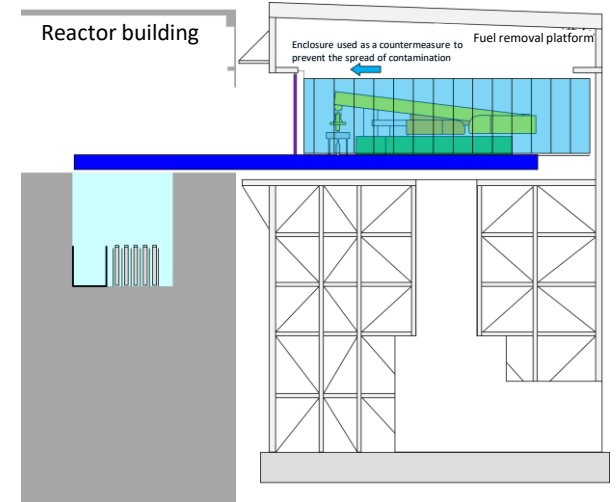 Reactor building
Fuel removal platform
Enclosure used as a countermeasure to
prevent the spread of contamination